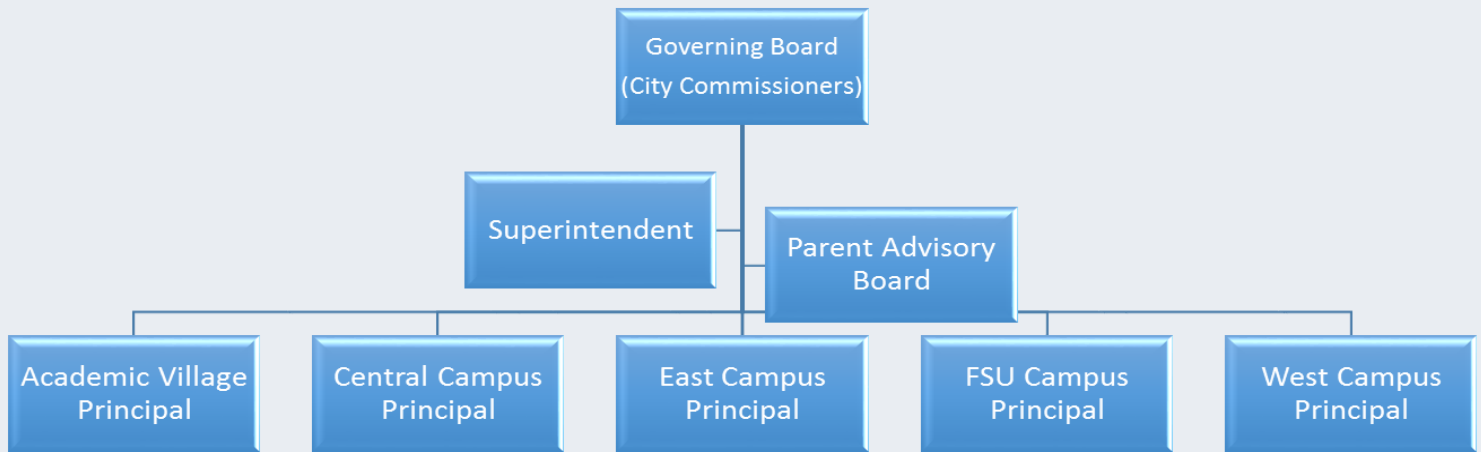 Governing Board
(City Commissioners)
Superintendent
Parent Advisory
Board
Academic Village
Principal
Central Campus
Principal
East Campus
Principal
FSU Campus
Principal
West Campus
Principal